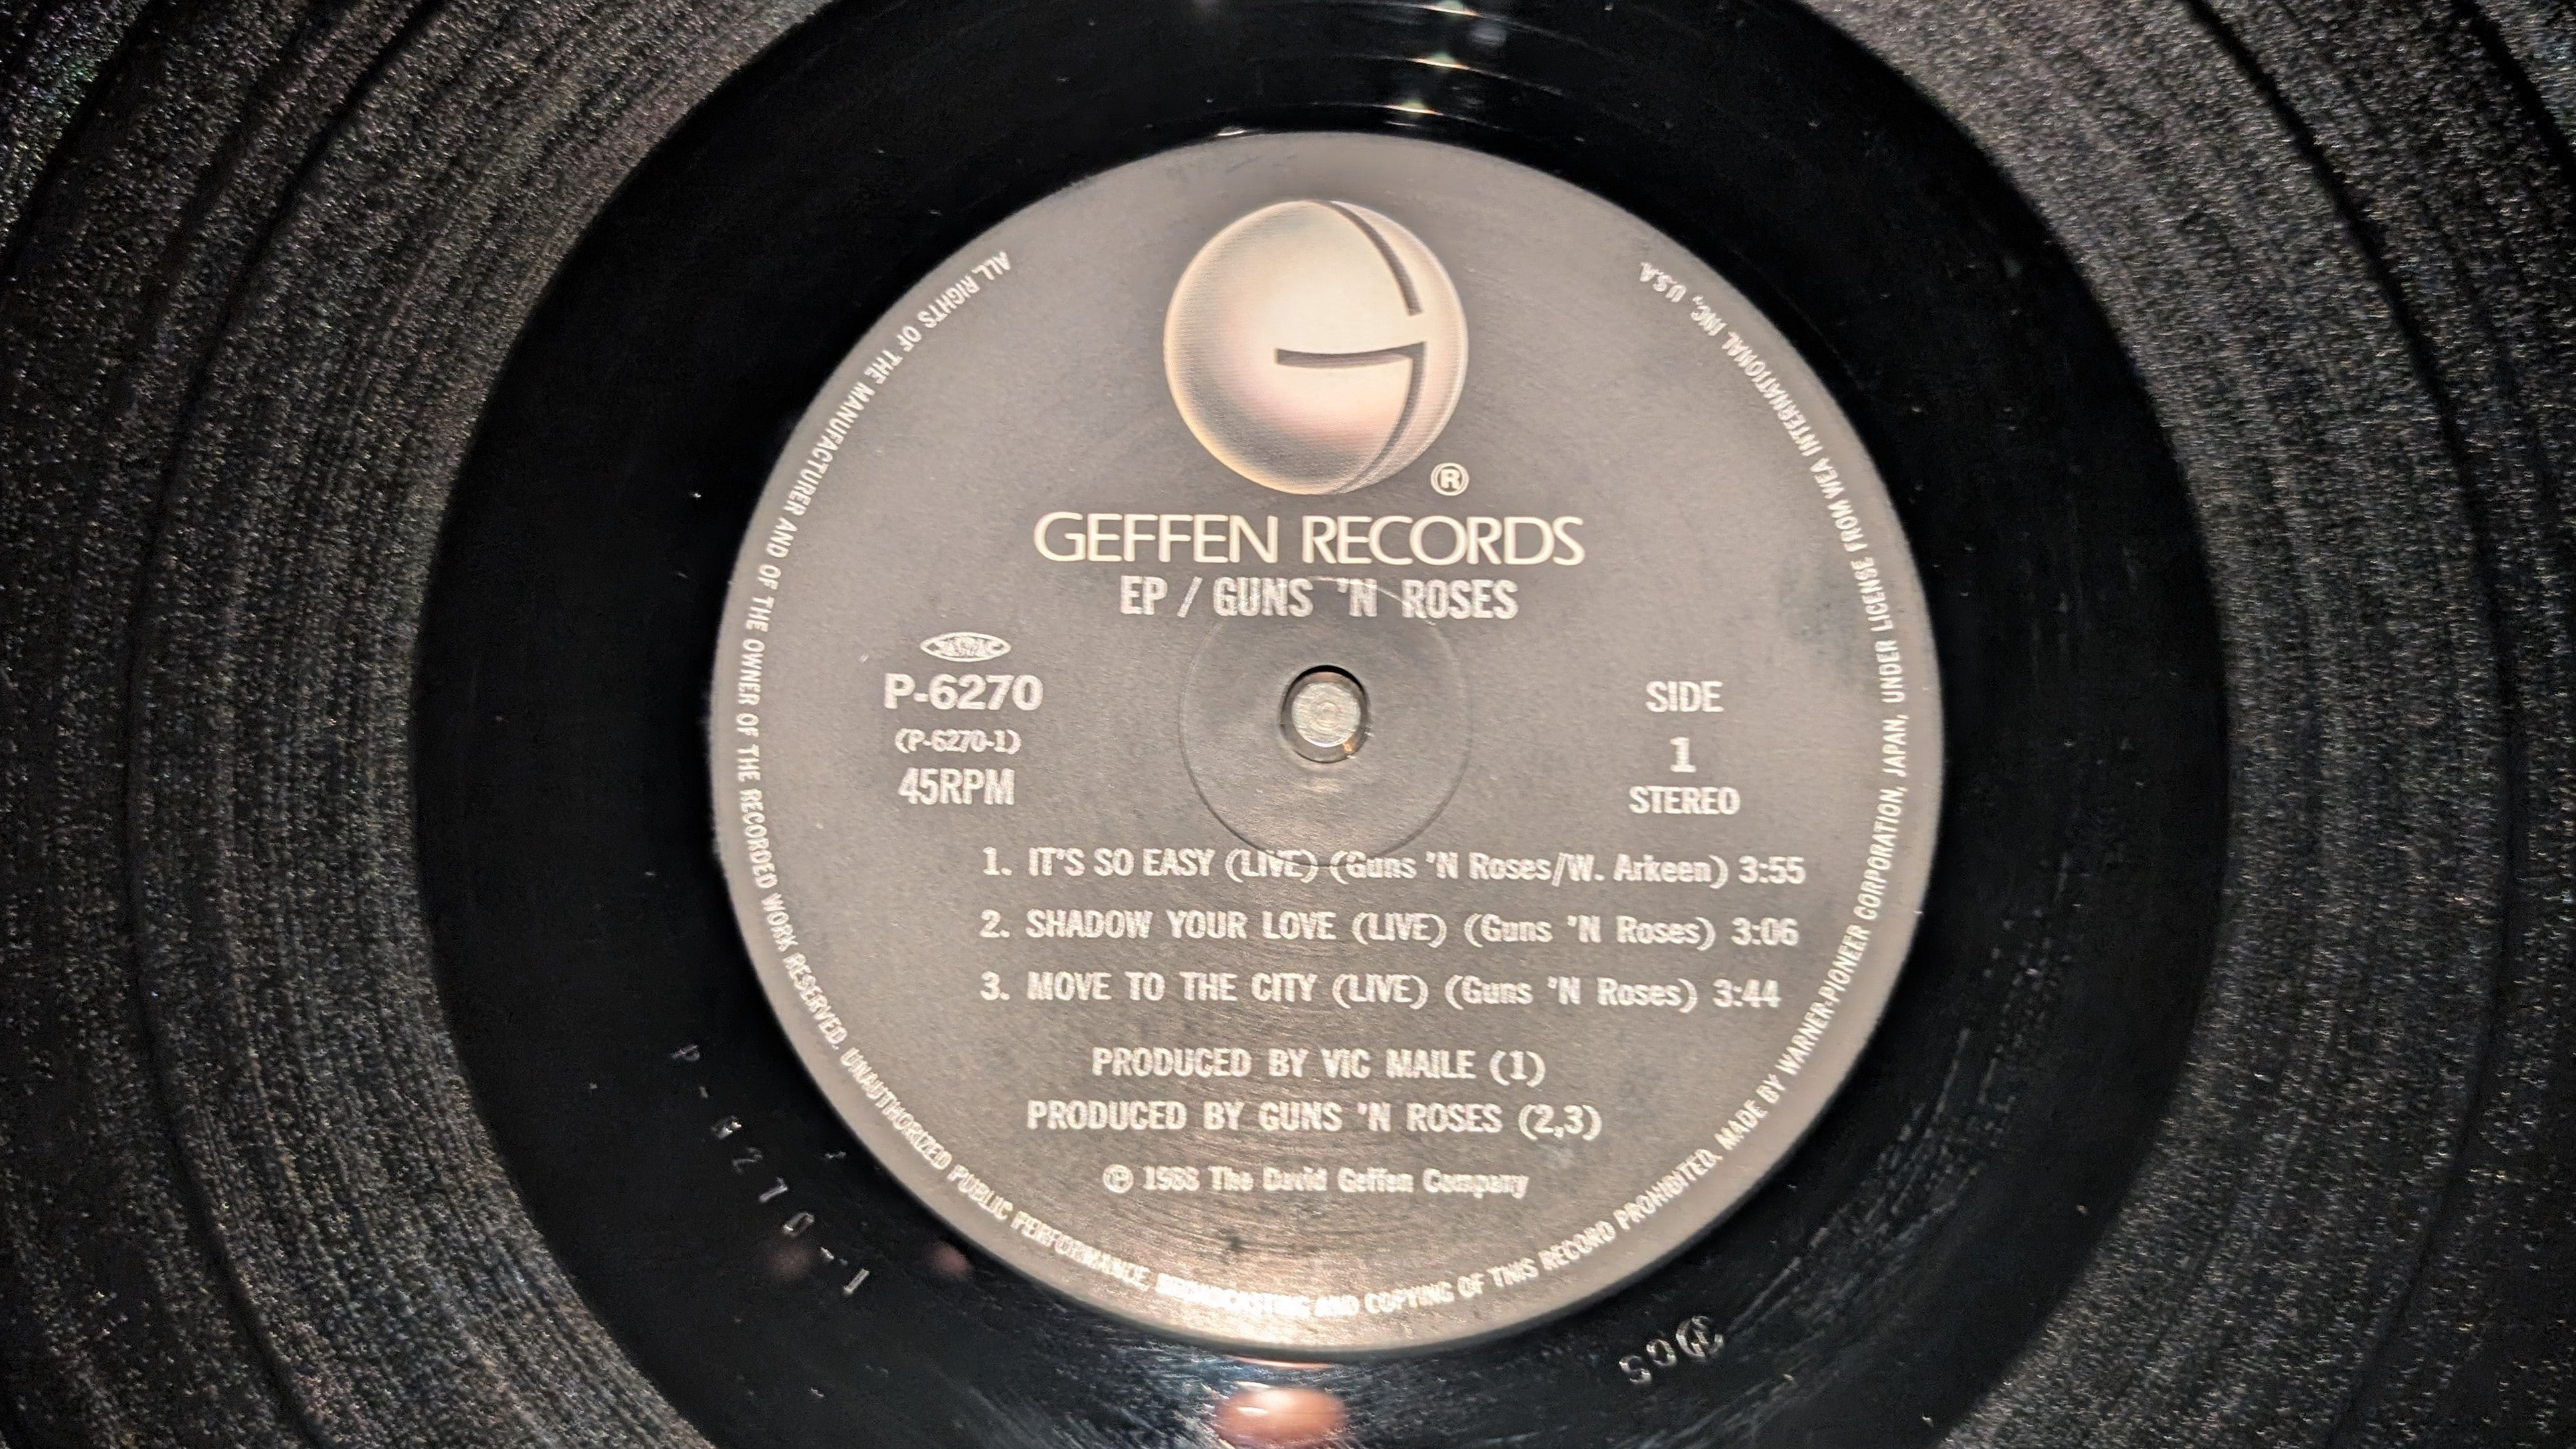 ®
GEFFEN RECORDS
EP / GUNS 'N ROSES
P-6270
(P-6270-1)
45RPM
SIDE
1
STEREO
1. IT'S SO EASY (LIVE) (Guns 'N Roses/W. Arkeen) 3:55
2. SHADOW YOUR LOVE (LIVE) (Guns 'N Roses) 3:06
3. MOVE TO THE CITY (LIVE) (Guns 'N Roses) 3:44
PRODUCED BY VIC MAILE (1)
PRODUCED BY GUNS 'N ROSES (2,3)
℗ 1988 The David Geffen Company
ALL RIGHTS OF THE MANUFACTURER AND OF THE OWNER OF THE RECORDED WORK RESERVED. UNAUTHORIZED PUBLIC PERFORMANCE, BROADCASTING AND COPYING OF THIS RECORD PROHIBITED. MADE BY WARNER-PIONEER CORPORATION, JAPAN, UNDER LICENSE FROM WEA INTERNATIONAL INC., U.S.A.
P-6270-1